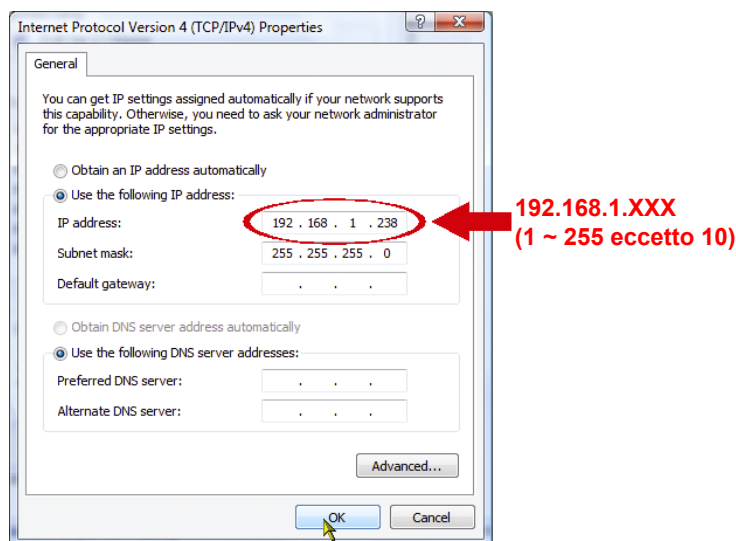 Internet Protocol Version 4 (TCP/IPv4) Properties
General
You can get IP settings assigned automatically if your network supports
this capability. Otherwise, you need to ask your network administrator
for the appropriate IP settings.
Obtain an IP address automatically
Use the following IP address:
IP address: 192 . 168 . 1 . 238
Subnet mask: 255 . 255 . 255 . 0
Default gateway: . . .
192.168.1.XXX
(1 ~ 255 eccetto 10)
Obtain DNS server address automatically
Use the following DNS server addresses:
Preferred DNS server: . . .
Alternate DNS server: . . .
Advanced...
OK Cancel